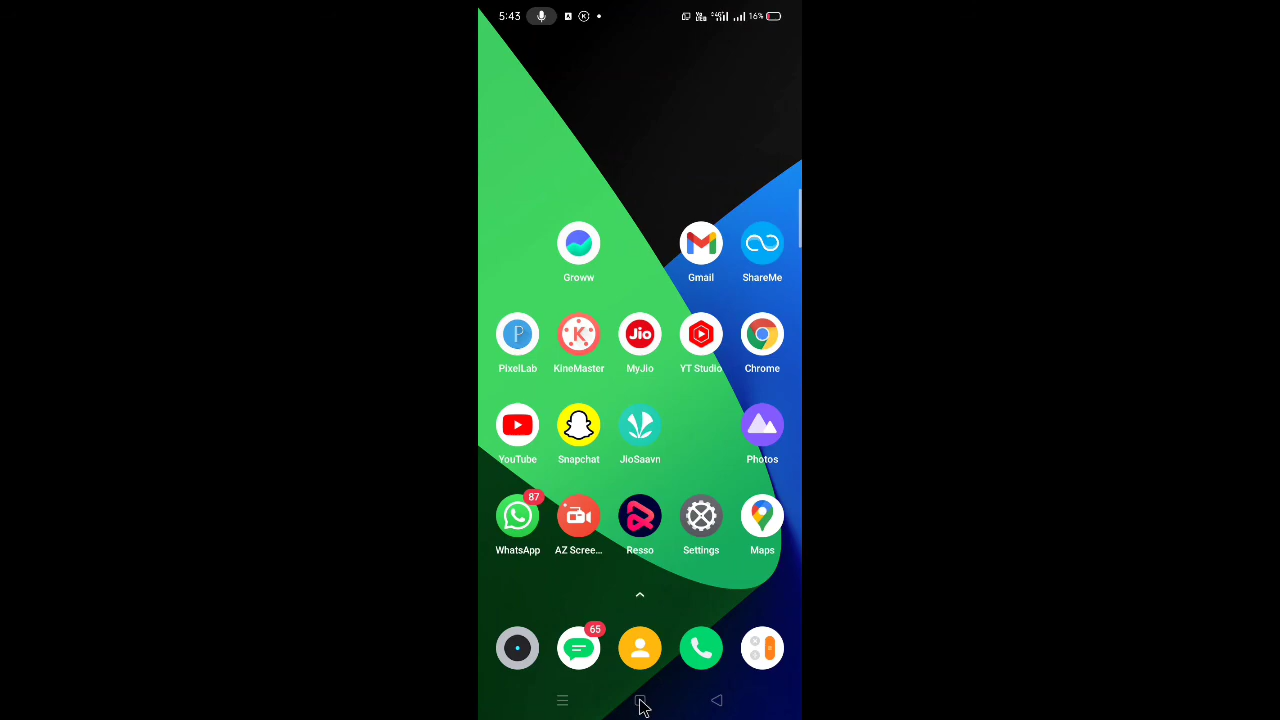 5:43 A K 16%
Groww Gmail ShareMe
P K Jio
PixelLab KineMaster MyJio YT Studio Chrome
YouTube Snapchat JioSaavn Photos
87
WhatsApp AZ Scree... Resso Settings Maps
65